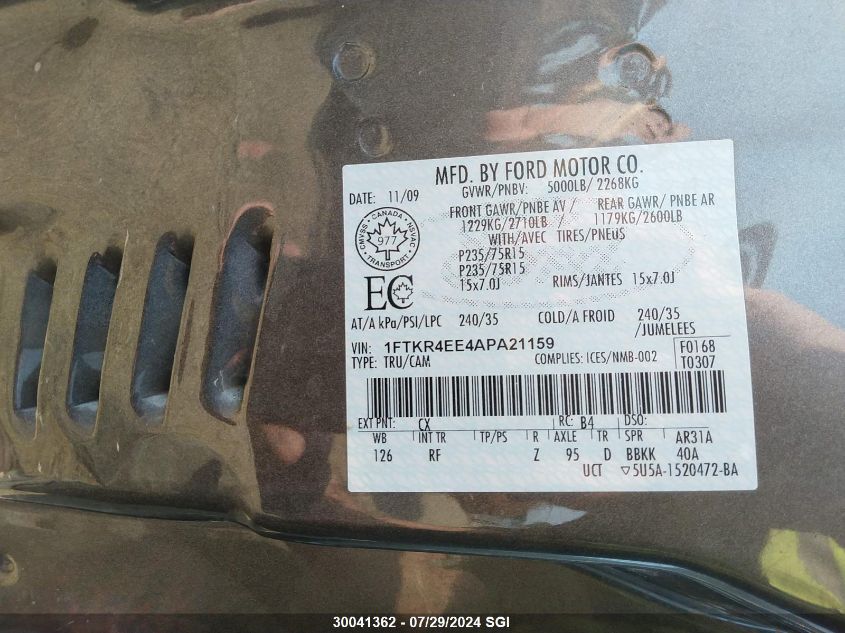 MFD. BY FORD MOTOR CO.
DATE: 11/09 GVWR/PNBV: 5000LB/ 2268KG
FRONT GAWR/PNBE AV / REAR GAWR/ PNBE AR
1229KG/2710LB / 1179KG/2600LB
WITH/AVEC TIRES/PNEUS
P235/75R15
P235/75R15
15x7.0J RIMS/JANTES 15x7.0J
CANADA
CMVSS NSVAC
977
TRANSPORT
EC
AT/A kPa/PSI/LPC 240/35 COLD/A FROID 240/35
/JUMELEES
VIN: 1FTKR4EE4APA21159
TYPE: TRU/CAM COMPLIES: ICES/NMB-002
F0168
T0307
EXT PNT: CX RC: B4 DSO:
WB INT TR TP/PS R AXLE TR SPR AR31A
126 RF Z 95 D BBKK 40A
UCT ▽5U5A-1520472-BA
30041362 - 07/29/2024 SGI